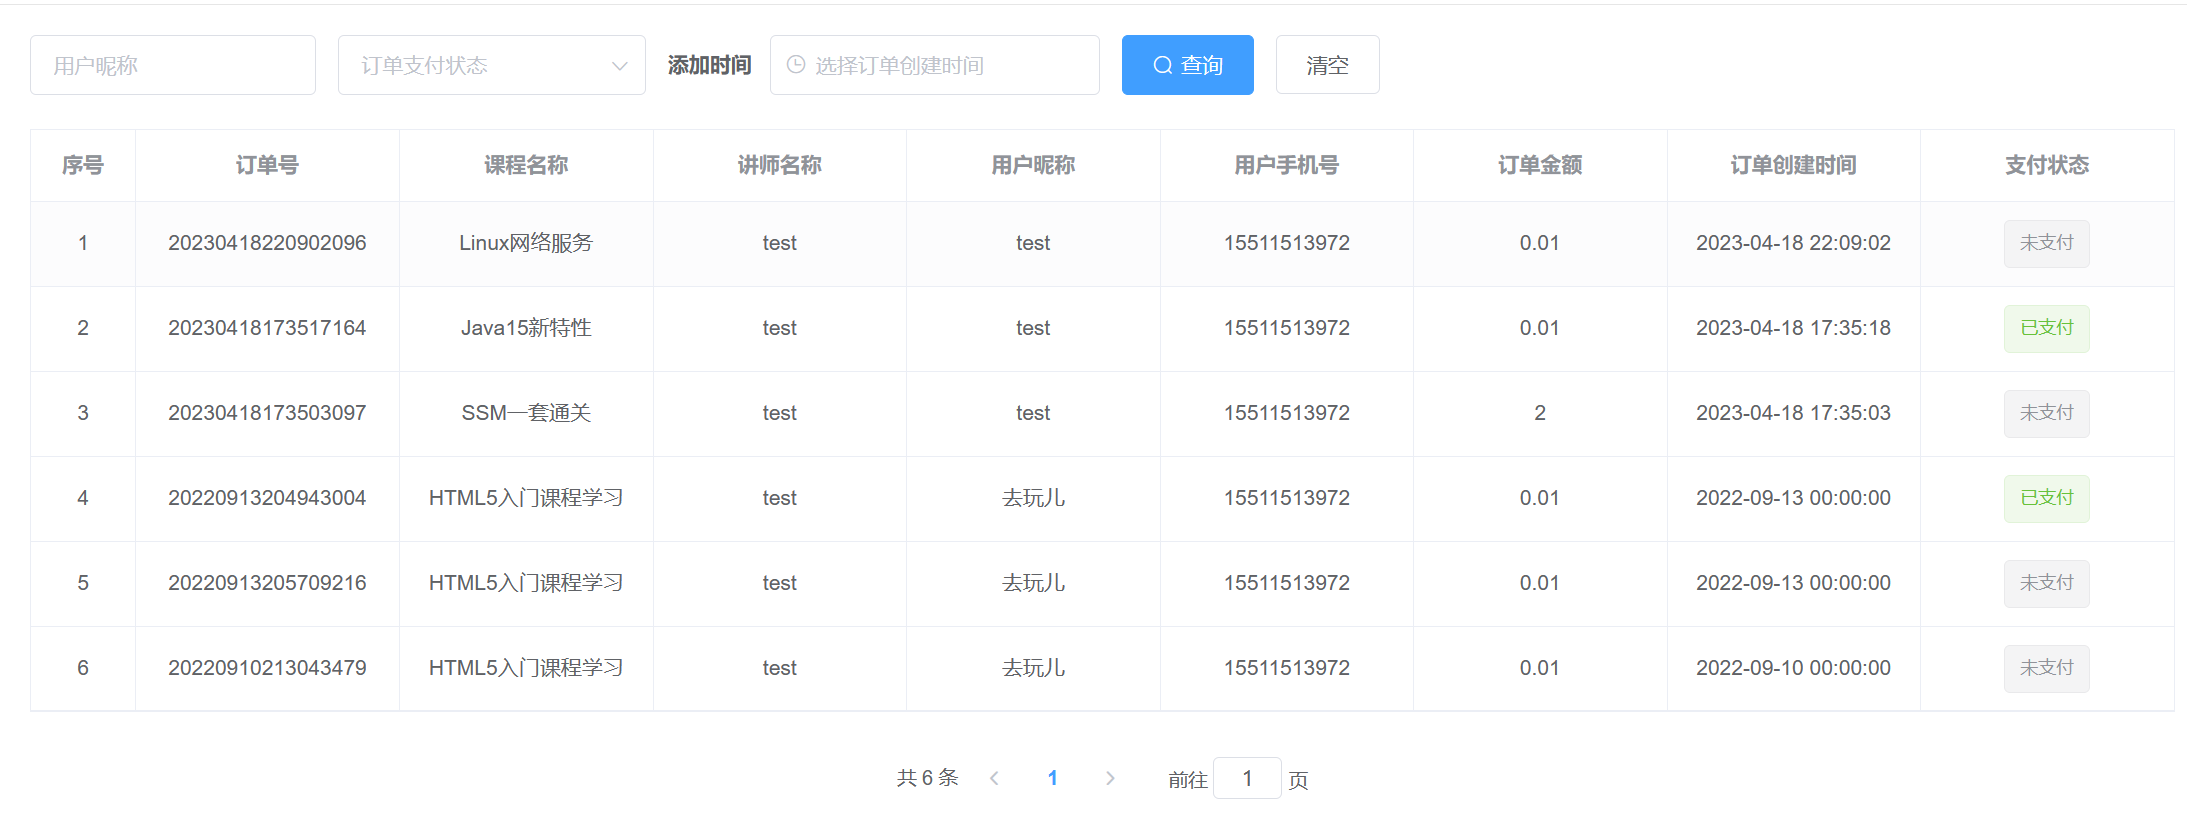 用户昵称 订单支付状态 添加时间 选择订单创建时间 查询 清空
序号 订单号 课程名称 讲师名称 用户昵称 用户手机号 订单金额 订单创建时间 支付状态
1 20230418220902096 Linux网络服务 test test 15511513972 0.01 2023-04-18 22:09:02 未支付
2 20230418173517164 Java15新特性 test test 15511513972 0.01 2023-04-18 17:35:18 已支付
3 20230418173503097 SSM一套通关 test test 15511513972 2 2023-04-18 17:35:03 未支付
4 20220913204943004 HTML5入门课程学习 test 去玩儿 15511513972 0.01 2022-09-13 00:00:00 已支付
5 20220913205709216 HTML5入门课程学习 test 去玩儿 15511513972 0.01 2022-09-13 00:00:00 未支付
6 20220910213043479 HTML5入门课程学习 test 去玩儿 15511513972 0.01 2022-09-10 00:00:00 未支付
共 6 条 1 前往 1 页